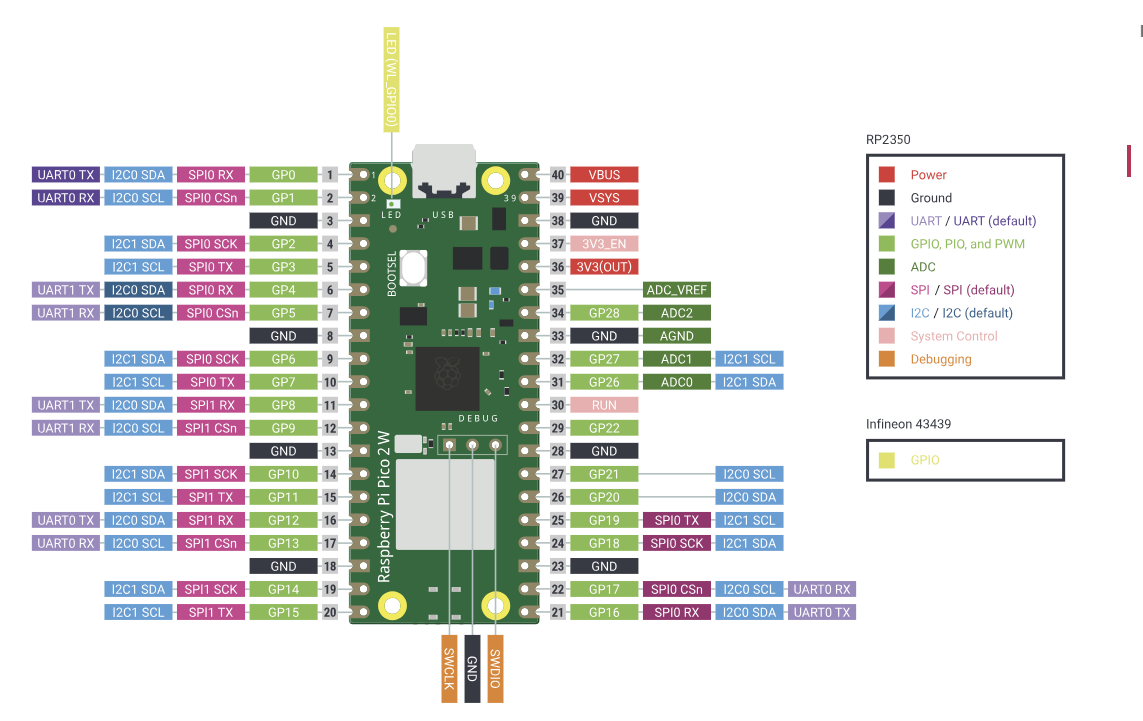 LED (WL_GPIO0)
UART0 TX I2C0 SDA SPI0 RX GP0 1 1 40 VBUS
UART0 RX I2C0 SCL SPI0 CSn GP1 2 2 39 39 VSYS
LED USB
GND 3 38 GND
I2C1 SDA SPI0 SCK GP2 4 37 3V3_EN
I2C1 SCL SPI0 TX GP3 5 BOOTSEL 36 3V3(OUT)
UART1 TX I2C0 SDA SPI0 RX GP4 6 35 ADC_VREF
UART1 RX I2C0 SCL SPI0 CSn GP5 7 34 GP28 ADC2
GND 8 33 GND AGND
I2C1 SDA SPI0 SCK GP6 9 32 GP27 ADC1 I2C1 SCL
I2C1 SCL SPI0 TX GP7 10 31 GP26 ADC0 I2C1 SDA
UART1 TX I2C0 SDA SPI1 RX GP8 11 30 RUN
DEBUG
UART1 RX I2C0 SCL SPI1 CSn GP9 12 29 GP22
GND 13 28 GND
I2C1 SDA SPI1 SCK GP10 14 27 GP21 I2C0 SCL
I2C1 SCL SPI1 TX GP11 15 26 GP20 I2C0 SDA
Raspberry Pi Pico 2 W
UART0 TX I2C0 SDA SPI1 RX GP12 16 25 GP19 SPI0 TX I2C1 SCL
UART0 RX I2C0 SCL SPI1 CSn GP13 17 24 GP18 SPI0 SCK I2C1 SDA
GND 18 23 GND
I2C1 SDA SPI1 SCK GP14 19 22 GP17 SPI0 CSn I2C0 SCL UART0 RX
I2C1 SCL SPI1 TX GP15 20 21 GP16 SPI0 RX I2C0 SDA UART0 TX
SWCLK GND SWDIO
RP2350
Power
Ground
UART / UART (default)
GPIO, PIO, and PWM
ADC
SPI / SPI (default)
I2C / I2C (default)
System Control
Debugging
Infineon 43439
GPIO